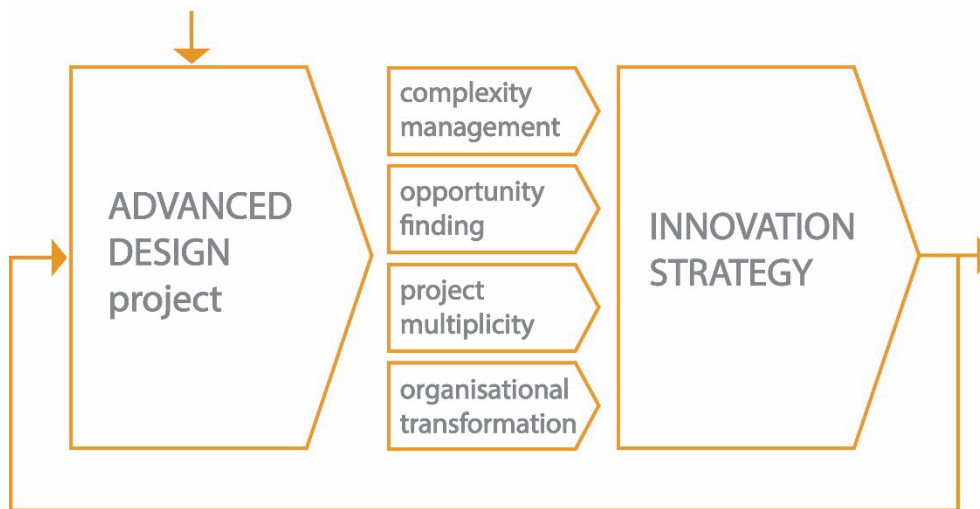 ADVANCED
DESIGN
project
complexity
management
opportunity
finding
project
multiplicity
organisational
transformation
INNOVATION
STRATEGY